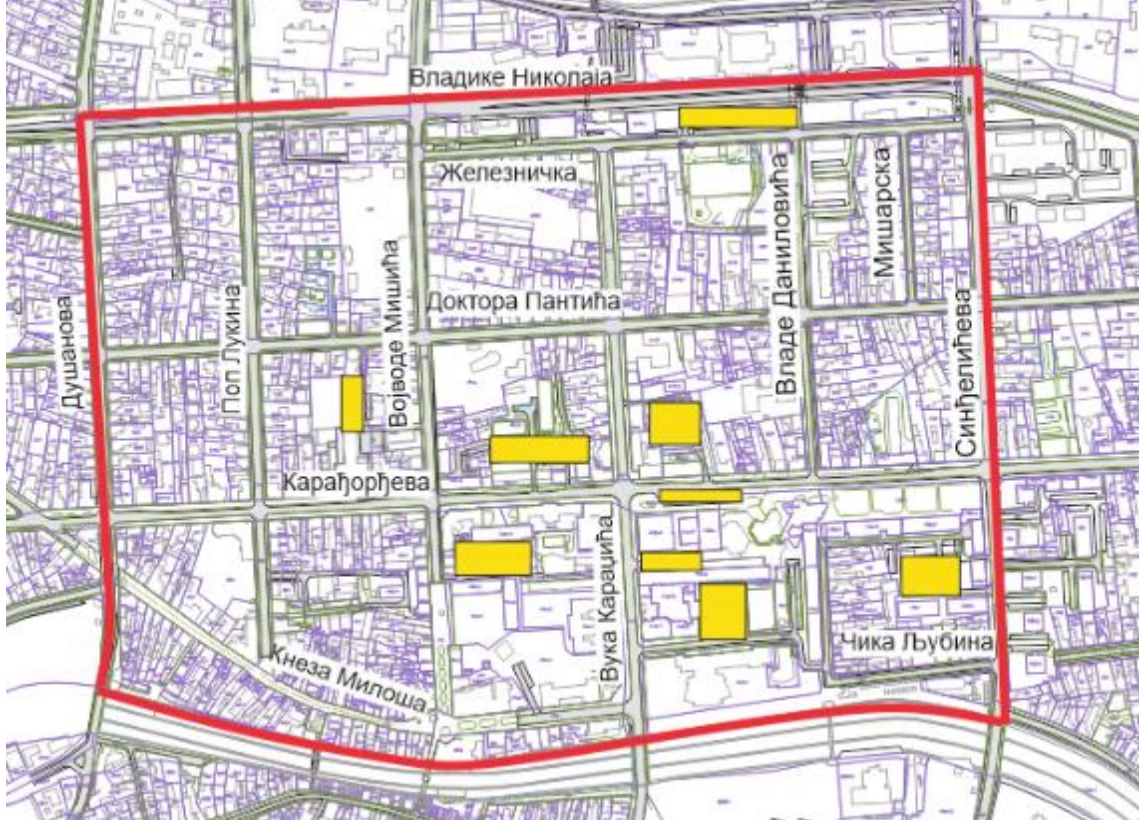 Владике Николаја
Железничка
Владе Даниловића
Мишарска
Војводе Мишића
Доктора Пантића
Душанова
Поп Лукина
Синђелићева
Карађорђева
Вука Караџића
Чика Љубина
Кнеза Милоша